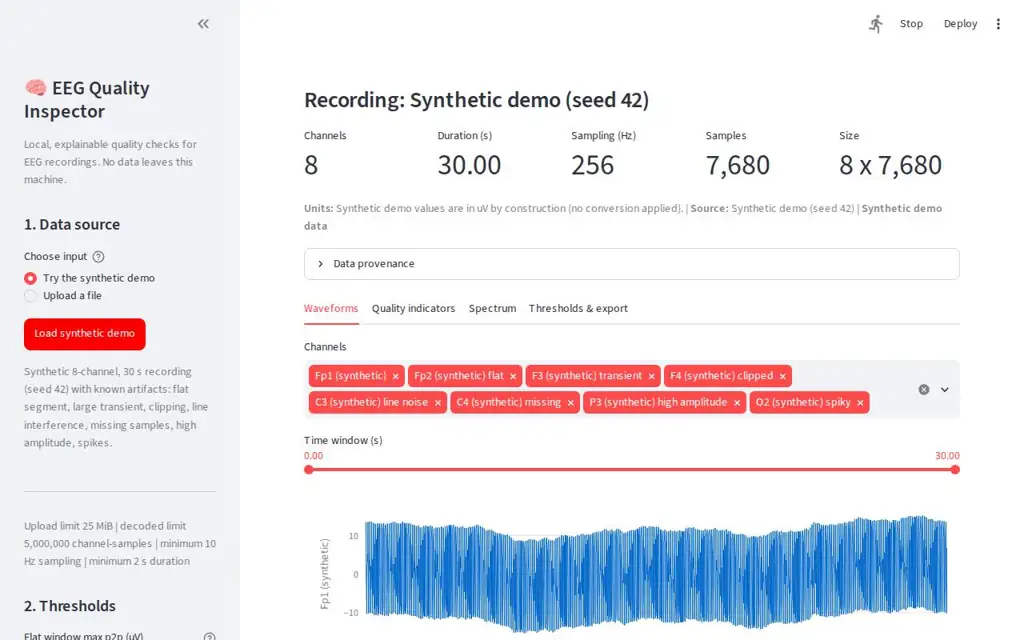 Stop
Deploy
🧠 EEG Quality
Inspector
Local, explainable quality checks for
EEG recordings. No data leaves this
machine.
1. Data source
Choose input
Try the synthetic demo
Upload a file
Load synthetic demo
Synthetic 8-channel, 30 s recording
(seed 42) with known artifacts: flat
segment, large transient, clipping, line
interference, missing samples, high
amplitude, spikes.
Upload limit 25 MiB | decoded limit
5,000,000 channel-samples | minimum 10
Hz sampling | minimum 2 s duration
2. Thresholds
Flat window max p2p (uV)
Recording: Synthetic demo (seed 42)
Channels Duration (s) Sampling (Hz) Samples Size
8 30.00 256 7,680 8 x 7,680
Units: Synthetic demo values are in uV by construction (no conversion applied). | Source: Synthetic demo (seed 42) | Synthetic demo
data
Data provenance
Waveforms Quality indicators Spectrum Thresholds & export
Channels
Fp1 (synthetic) × Fp2 (synthetic) flat × F3 (synthetic) transient × F4 (synthetic) clipped ×
C3 (synthetic) line noise × C4 (synthetic) missing × P3 (synthetic) high amplitude × O2 (synthetic) spiky ×
Time window (s)
0.00 30.00
Fp1 (synthetic)
10
0
−10